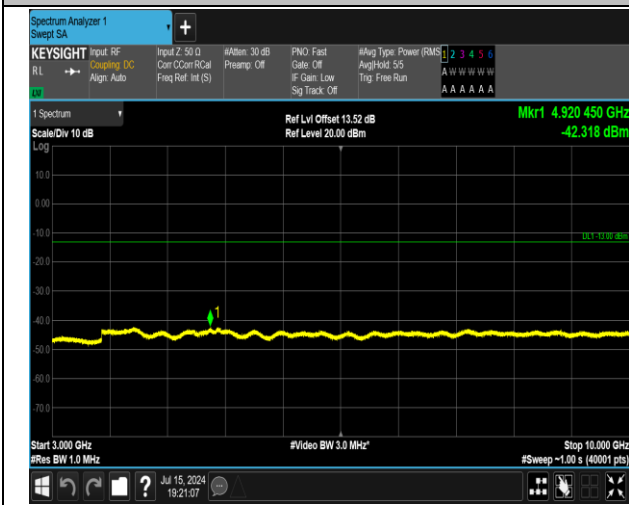 Spectrum Analyzer 1
Swept SA
+
KEYSIGHT Input: RF Input Z: 50 Ω #Atten: 30 dB PNO: Fast #Avg Type: Power (RMS 1 2 3 4 5 6
RL Coupling: DC Corr CCorr RCal Preamp: Off Gate: Off Avg|Hold: 5/5 A W W W W W
Align: Auto Freq Ref: Int (S) IF Gain: Low Trig: Free Run
Sig Track: Off A A A A A A
1 Spectrum Ref Lvl Offset 13.52 dB Mkr1 4.920 450 GHz
Scale/Div 10 dB Ref Level 20.00 dBm -42.318 dBm
Log
10.0
0.00
-10.0
DL1 -13.00 dBm
-20.0
-30.0
-40.0
1
-50.0
-60.0
-70.0
Start 3.000 GHz #Video BW 3.0 MHz* Stop 10.000 GHz
#Res BW 1.0 MHz #Sweep ~1.00 s (40001 pts)
? Jul 15, 2024
19:21:07